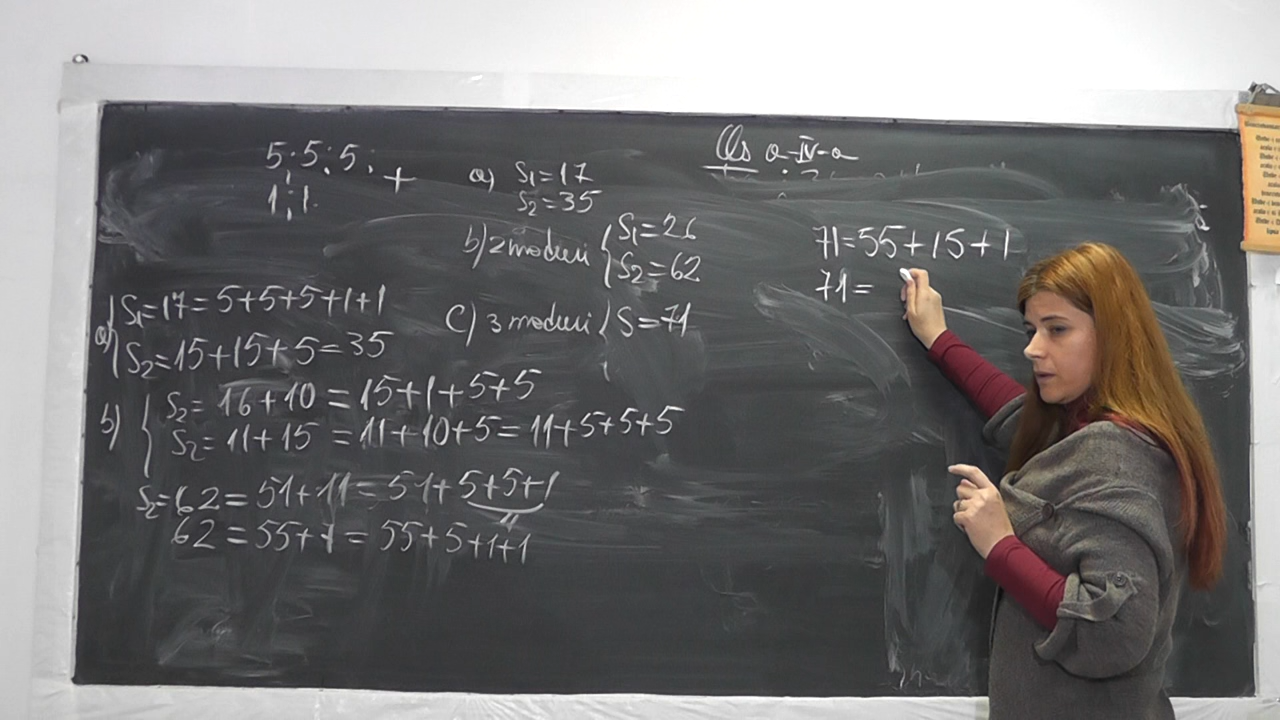 Cls a-IV-a
5; 5; 5; +
1; 1.
a) S₁=17
S₂=35
b) 2 moduri { S₁=26
S₂=62
c) 3 moduri { S=71
a) { S₁=17=5+5+5+1+1
S₂=15+15+5=35
b) { S₂=16+10=15+1+5+5
S₂=11+15=11+10+5=11+5+5+5
S₂=62=51+11=51+5+5+1
62=55+7=55+5+1+1
71=55+15+1
71=